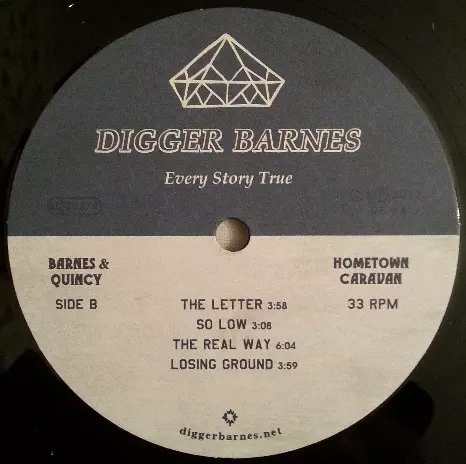 DIGGER BARNES
Every Story True
BARNES &
QUINCY
HOMETOWN
CARAVAN
SIDE B
33 RPM
THE LETTER 3:58
SO LOW 3:08
THE REAL WAY 6:04
LOSING GROUND 3:59
diggerbarnes.net